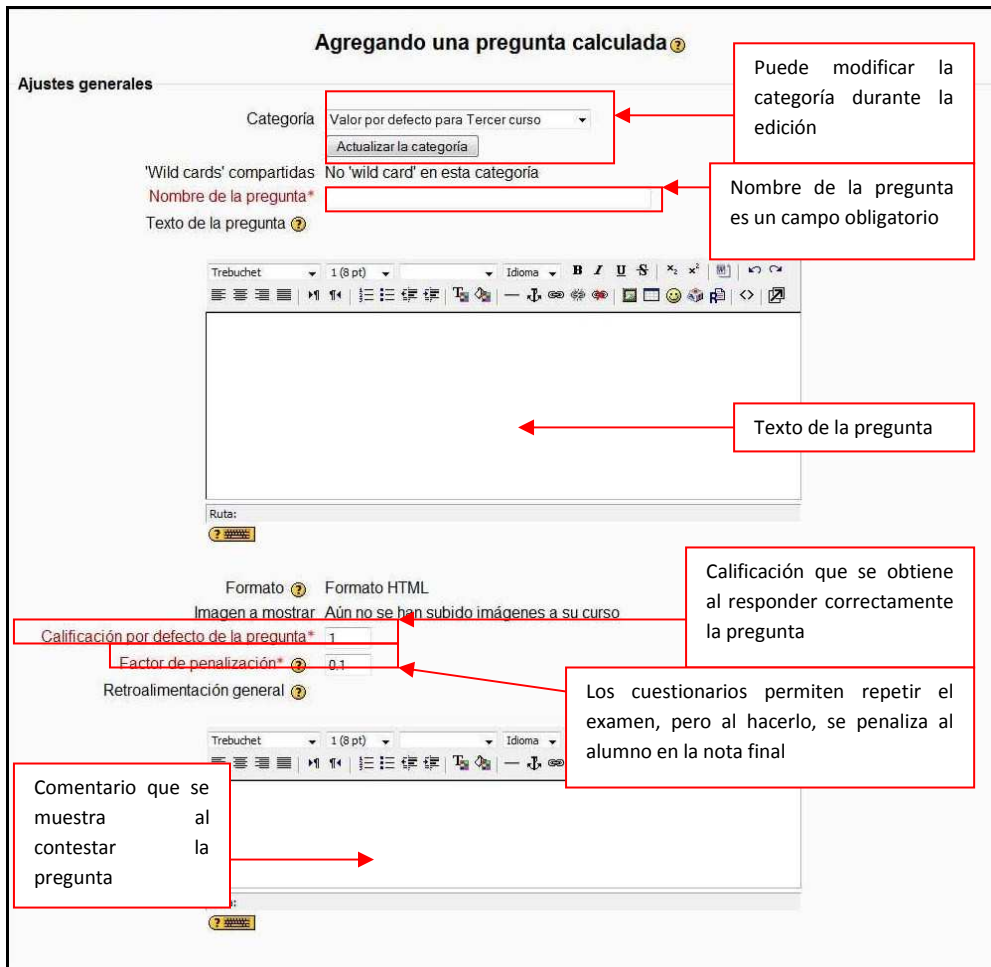 Agregando una pregunta calculada
Puede modificar la
categoría durante la
edición
Ajustes generales
Categoría Valor por defecto para Tercer curso
Actualizar la categoría
'Wild cards' compartidas No 'wild card' en esta categoría
Nombre de la pregunta*
Nombre de la pregunta
es un campo obligatorio
Texto de la pregunta ?
Trebuchet 1 (8 pt) Idioma B I U S x₂ x²
Texto de la pregunta
Ruta:
?
Formato ? Formato HTML
Imagen a mostrar Aún no se han subido imágenes a su curso
Calificación por defecto de la pregunta* 1
Calificación que se obtiene
al responder correctamente
la pregunta
Factor de penalización* ? 0,1
Retroalimentación general ?
Los cuestionarios permiten repetir el
examen, pero al hacerlo, se penaliza al
alumno en la nota final
Trebuchet 1 (8 pt) Idioma
Comentario que se
muestra al
contestar la
pregunta
?